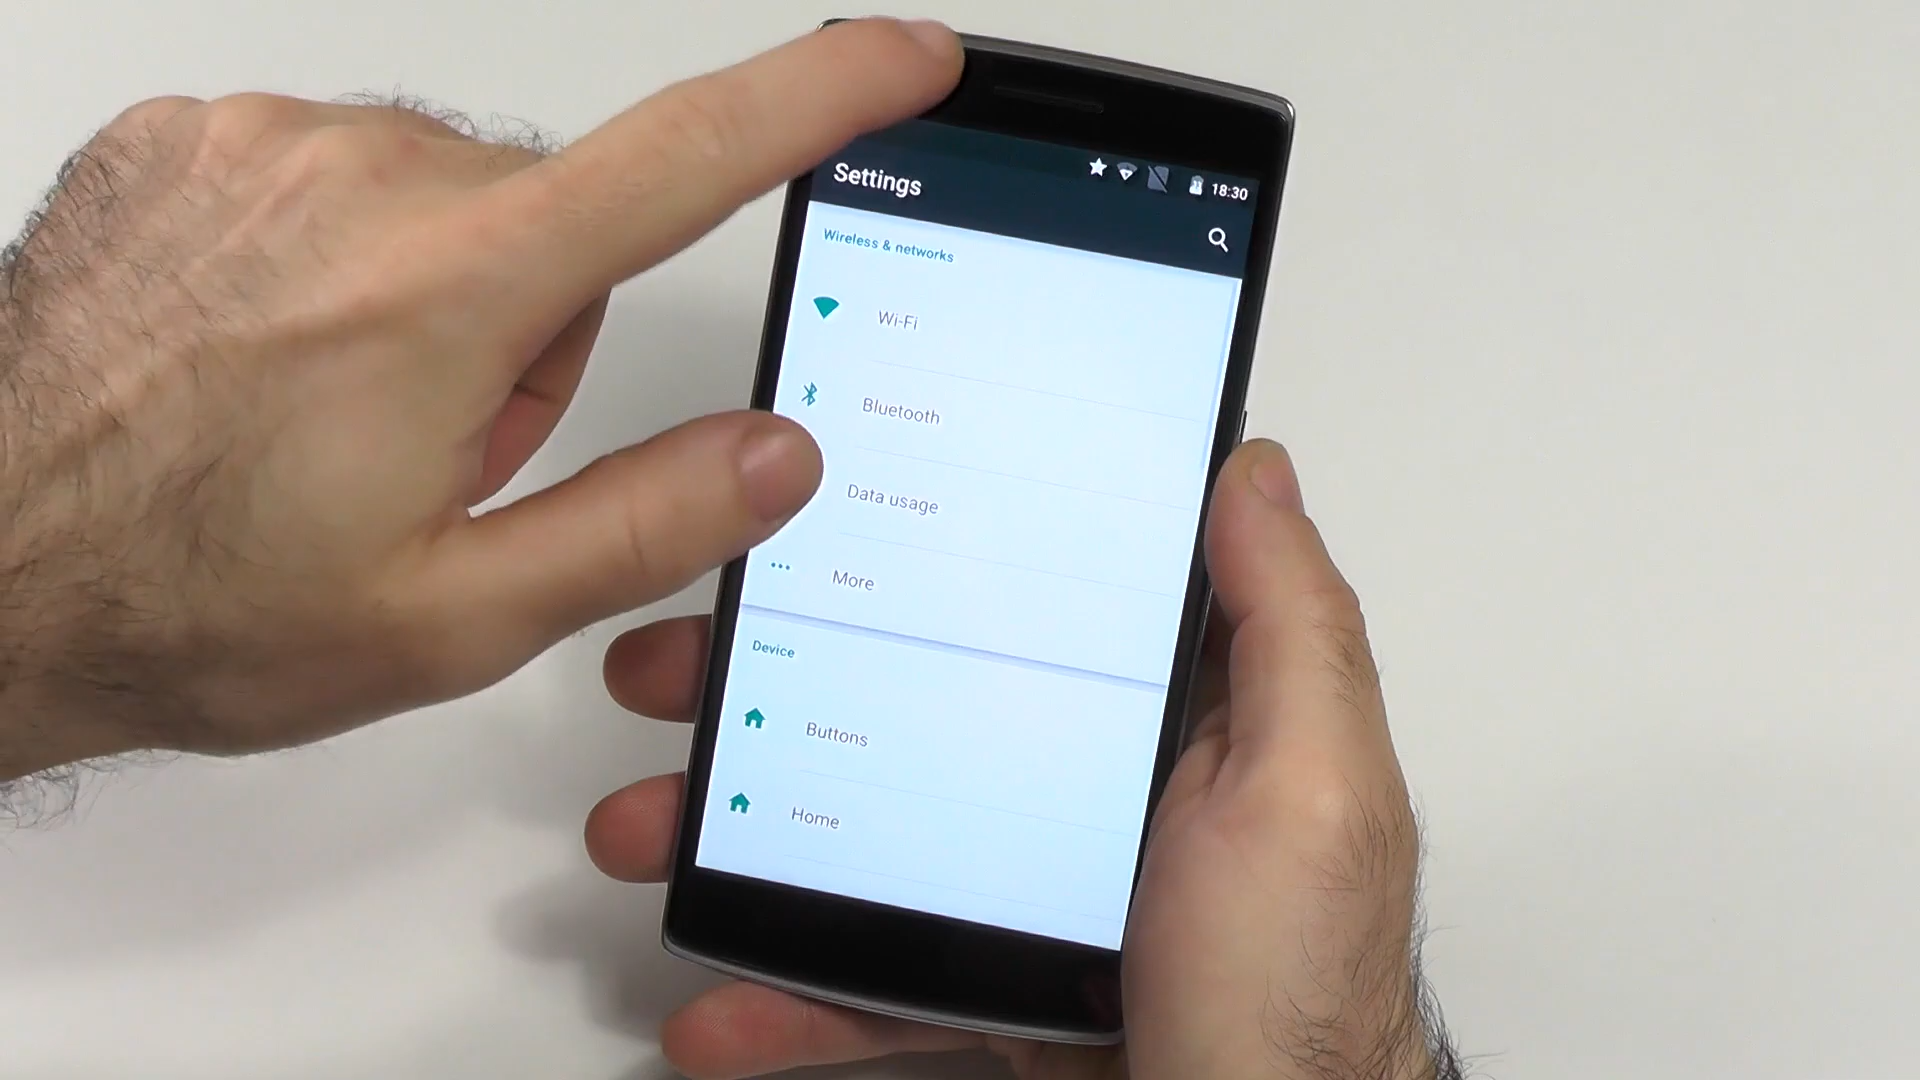 18:30
Settings
Wireless & networks
Wi-Fi
Bluetooth
Data usage
More
Device
Buttons
Home